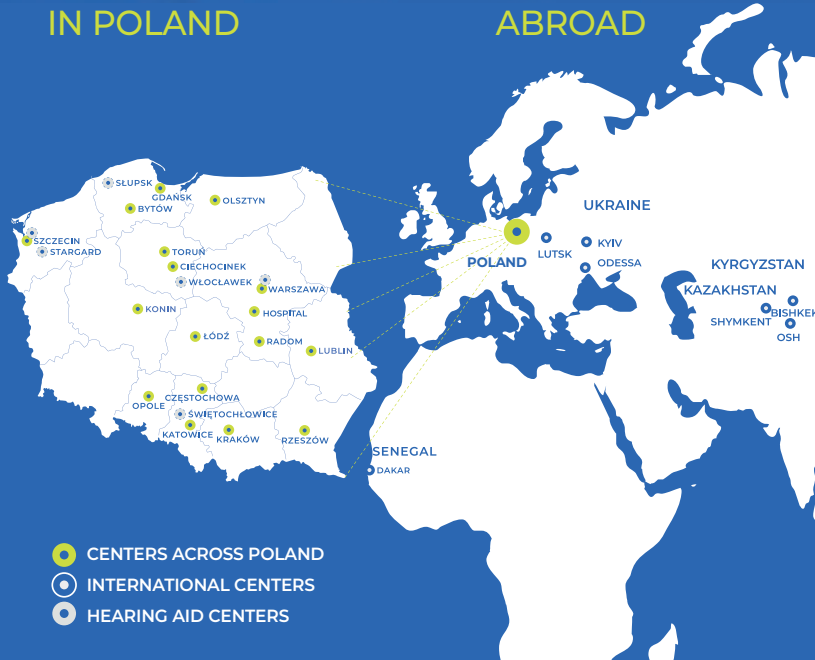 IN POLAND
ABROAD
SŁUPSK
GDAŃSK
BYTÓW
OLSZTYN
SZCZECIN
STARGARD
TORUŃ
CIECHOCINEK
WŁOCŁAWEK
WARSZAWA
KONIN
HOSPITAL
ŁÓDŹ
RADOM
LUBLIN
OPOLE
CZĘSTOCHOWA
ŚWIĘTOCHŁOWICE
KATOWICE
KRAKÓW
RZESZÓW
UKRAINE
KYIV
LUTSK
ODESSA
POLAND
KYRGYZSTAN
KAZAKHSTAN
SHYMKENT
BISHKEK
OSH
SENEGAL
DAKAR
CENTERS ACROSS POLAND
INTERNATIONAL CENTERS
HEARING AID CENTERS